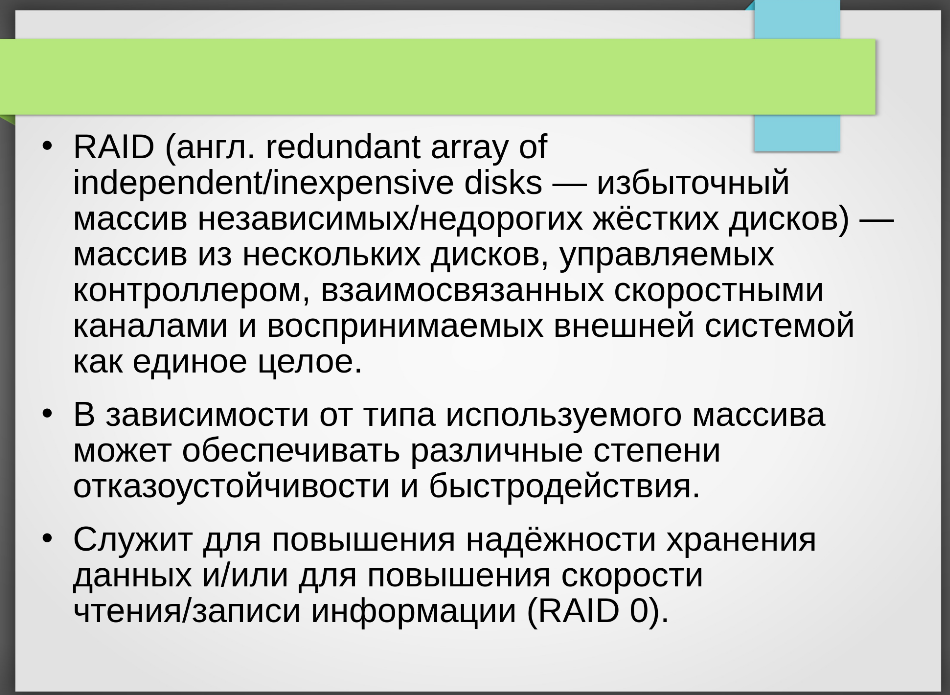 • RAID (англ. redundant array of
independent/inexpensive disks — избыточный
массив независимых/недорогих жёстких дисков) —
массив из нескольких дисков, управляемых
контроллером, взаимосвязанных скоростными
каналами и воспринимаемых внешней системой
как единое целое.
• В зависимости от типа используемого массива
может обеспечивать различные степени
отказоустойчивости и быстродействия.
• Служит для повышения надёжности хранения
данных и/или для повышения скорости
чтения/записи информации (RAID 0).